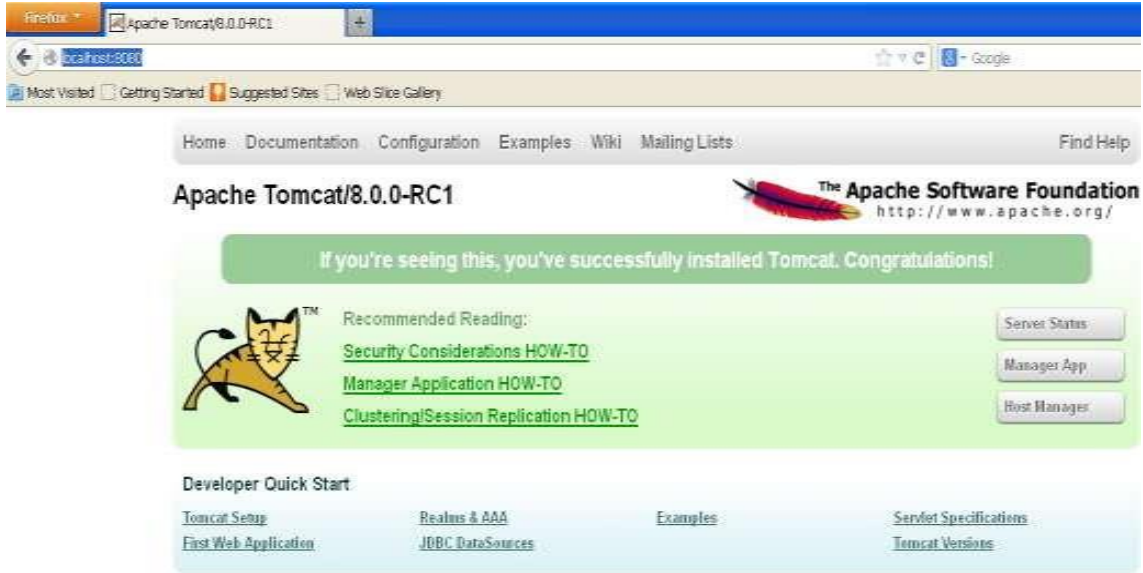 Firefox
Apache Tomcat/8.0.0-RC1
+
localhost:8080
Google
Most Visited Getting Started Suggested Sites Web Slice Gallery
Home Documentation Configuration Examples Wiki Mailing Lists Find Help
Apache Tomcat/8.0.0-RC1
The Apache Software Foundation
http://www.apache.org/
If you're seeing this, you've successfully installed Tomcat. Congratulations!
TM
Recommended Reading:
Security Considerations HOW-TO
Manager Application HOW-TO
Clustering/Session Replication HOW-TO
Server Status
Manager App
Host Manager
Developer Quick Start
Tomcat Setup Realms & AAA Examples Servlet Specifications
First Web Application JDBC DataSources Tomcat Versions